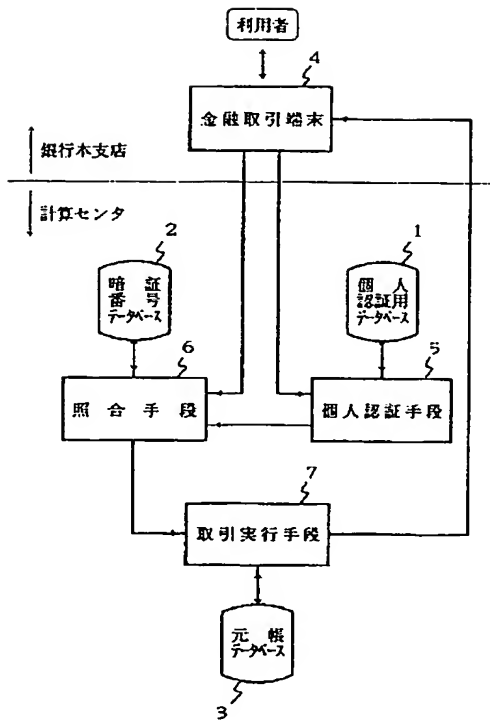 利用者
4
金融取引端末
銀行本支店
計算センタ
2
1
暗証
番号
データベース
個人
認証用
データベース
6
5
照合手段
個人認証手段
7
取引実行手段
元帳
データベース
3